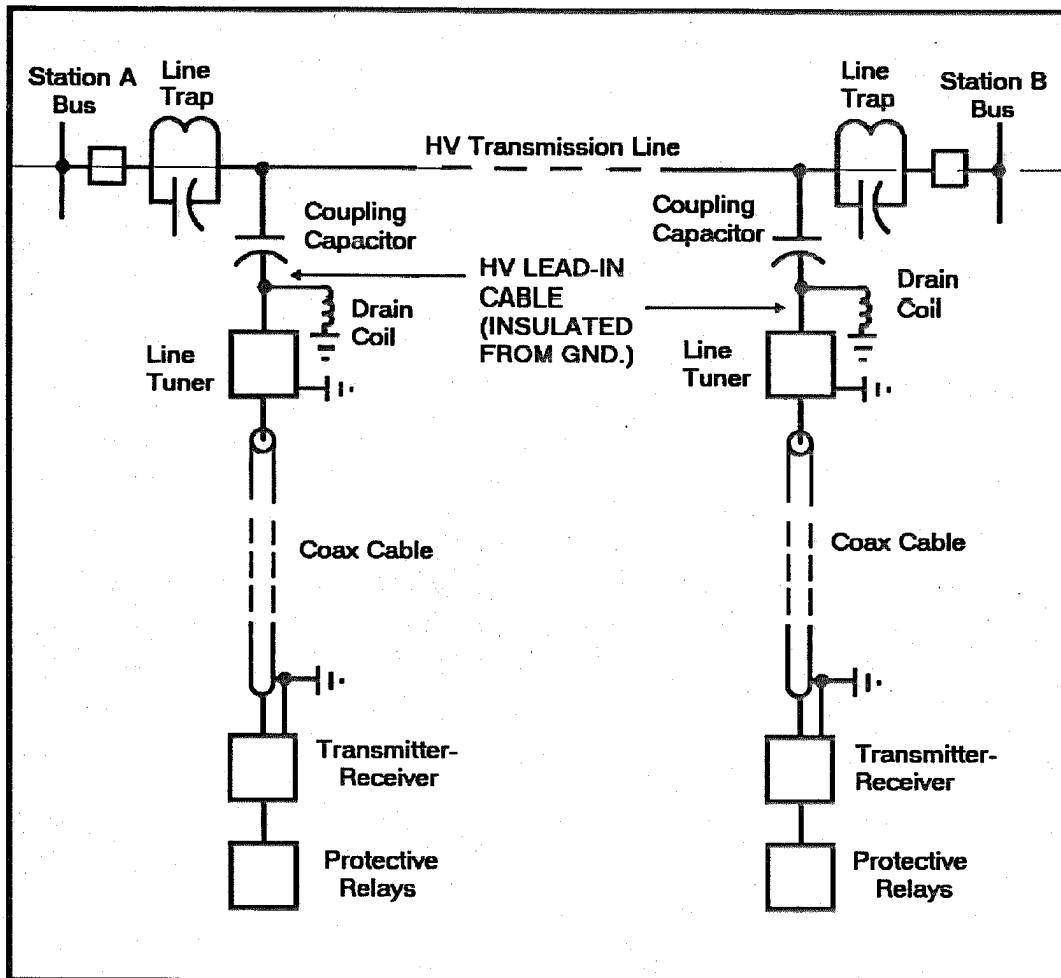 Station A
Bus
Line
Trap
HV Transmission Line
Line
Trap
Station B
Bus
Coupling
Capacitor
Coupling
Capacitor
HV LEAD-IN
CABLE
(INSULATED
FROM GND.)
Drain
Coil
Drain
Coil
Line
Tuner
Line
Tuner
Coax Cable
Coax Cable
Transmitter-
Receiver
Transmitter-
Receiver
Protective
Relays
Protective
Relays